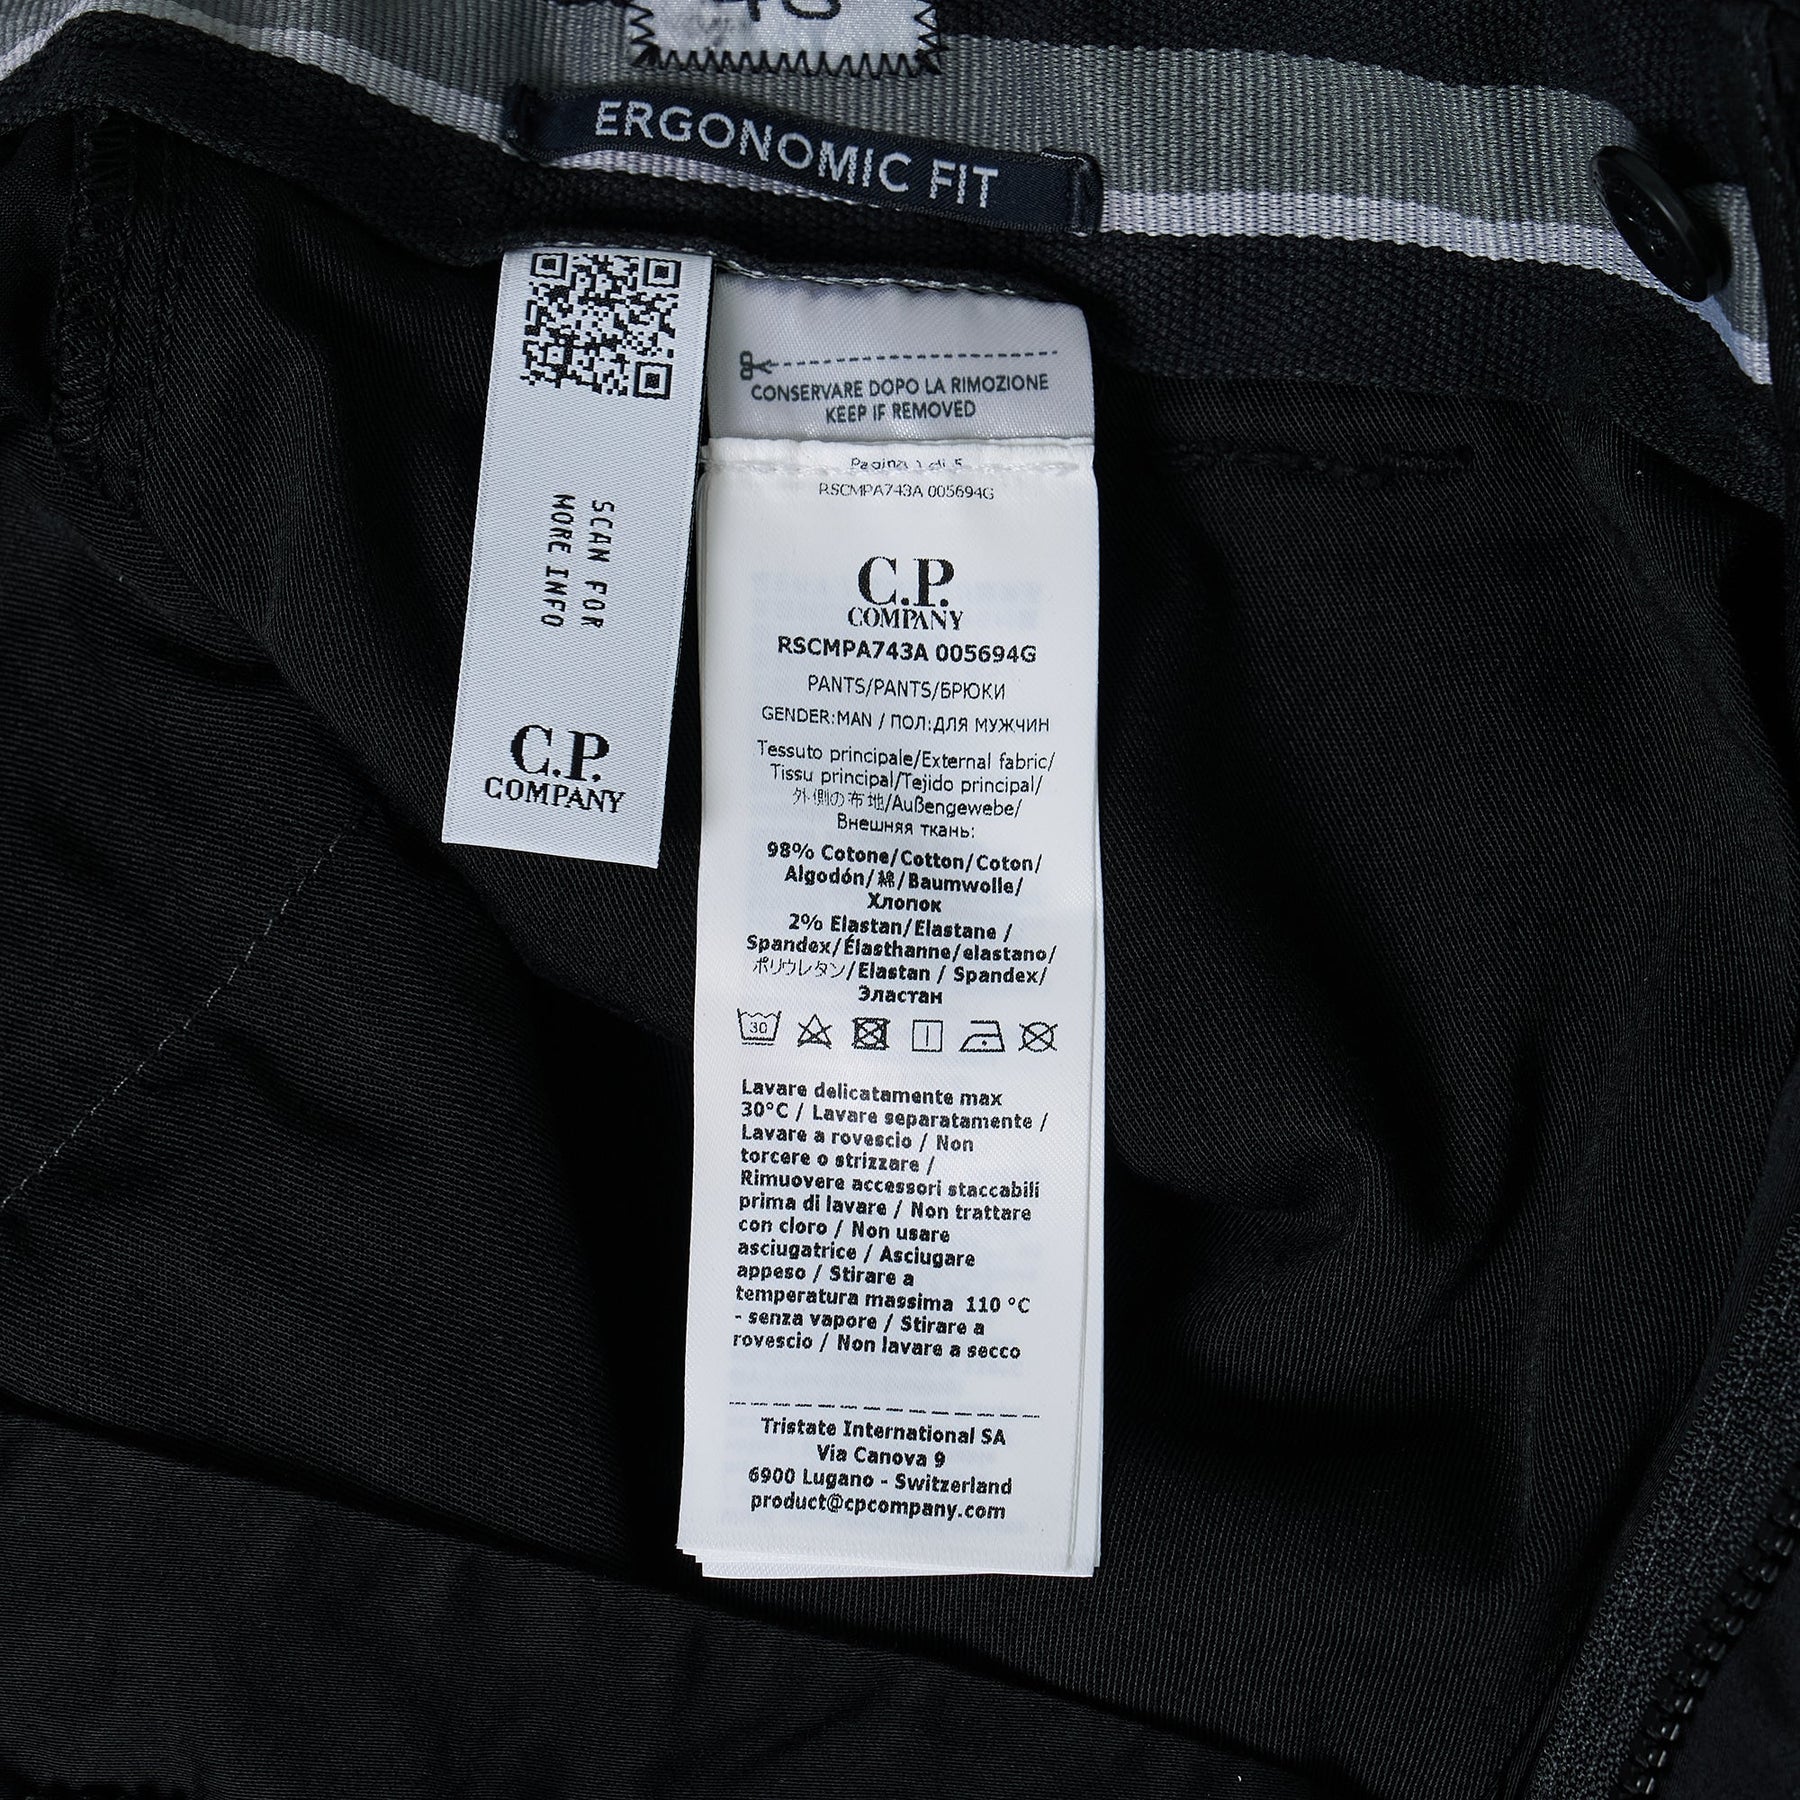 ERGONOMIC FIT
SCAN FOR
MORE INFO
C.P.
COMPANY
CONSERVARE DOPO LA RIMOZIONE
KEEP IF REMOVED
Pagina 1 di 5
RSCMPA743A 005694G
C.P.
COMPANY
RSCMPA743A 005694G
PANTS/PANTS/БРЮКИ
GENDER:MAN / ПОЛ:ДЛЯ МУЖЧИН
Tessuto principale/External fabric/
Tissu principal/Tejido principal/
外側の布地/Außengewebe/
Внешняя ткань:
98% Cotone/Cotton/Coton/
Algodón/綿/Baumwolle/
Хлопок
2% Elastan/Elastane /
Spandex/Élasthanne/elastano/
ポリウレタン/Elastan / Spandex/
Эластан
30
Lavare delicatamente max
30°C / Lavare separatamente /
Lavare a rovescio / Non
torcere o strizzare /
Rimuovere accessori staccabili
prima di lavare / Non trattare
con cloro / Non usare
asciugatrice / Asciugare
appeso / Stirare a
temperatura massima 110 °C
- senza vapore / Stirare a
rovescio / Non lavare a secco
Tristate International SA
Via Canova 9
6900 Lugano - Switzerland
product@cpcompany.com